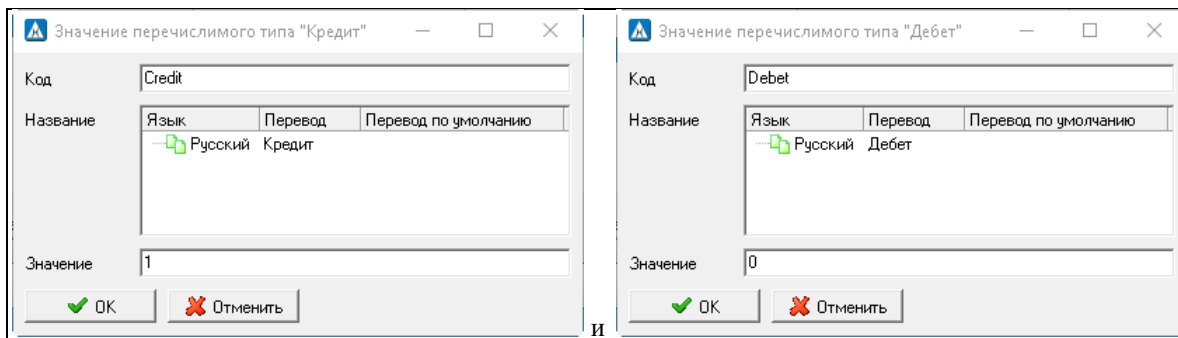 Значение перечислимого типа "Кредит"
Код Credit
Название Язык Перевод Перевод по умолчанию
Русский Кредит
Значение 1
OK Отменить
и
Значение перечислимого типа "Дебет"
Код Debet
Название Язык Перевод Перевод по умолчанию
Русский Дебет
Значение 0
OK Отменить